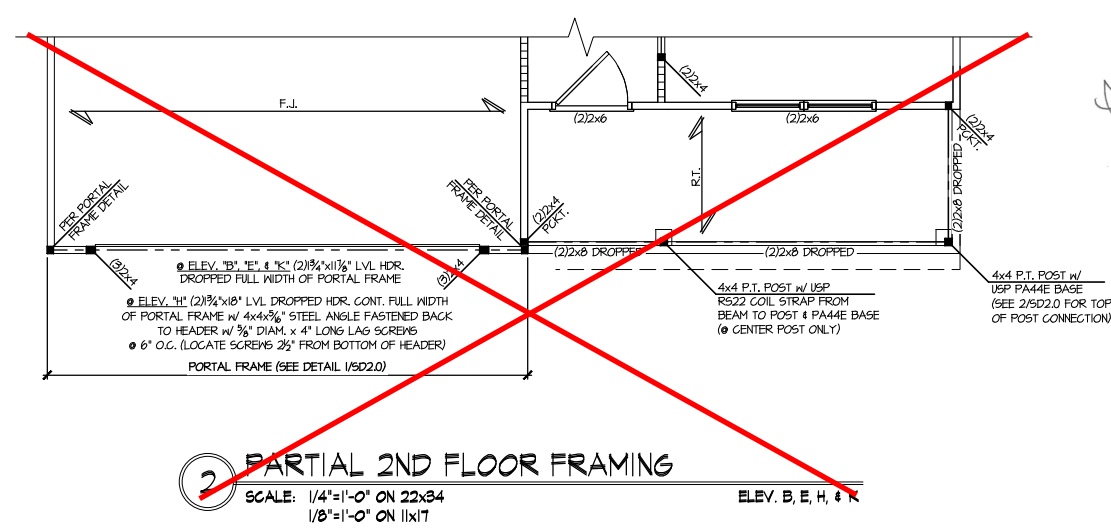 (2)2x4
F.J.
(2)2x6
(2)2x6
(2)2x4
PCKT.
R.T.
(2)2x8 DROPPED
PER PORTAL
FRAME DETAIL
PER PORTAL
FRAME DETAIL
(2)2x4
PCKT.
(3)2x4
(3)2x4
(2)2x8 DROPPED
(2)2x8 DROPPED
@ ELEV. "B", "E", & "K" (2)1¾"x11⅞" LVL HDR.
DROPPED FULL WIDTH OF PORTAL FRAME
@ ELEV. "H" (2)1¾"x18" LVL DROPPED HDR. CONT. FULL WIDTH
OF PORTAL FRAME W/ 4x4x5/16" STEEL ANGLE FASTENED BACK
TO HEADER W/ ⅝" DIAM. x 4" LONG LAG SCREWS
@ 6" O.C. (LOCATE SCREWS 2½" FROM BOTTOM OF HEADER)
PORTAL FRAME (SEE DETAIL 1/SD2.0)
4x4 P.T. POST W/ USP
RS22 COIL STRAP FROM
BEAM TO POST & PA44E BASE
(@ CENTER POST ONLY)
4x4 P.T. POST W/
USP PA44E BASE
(SEE 2/SD2.0 FOR TOP
OF POST CONNECTION)
2 PARTIAL 2ND FLOOR FRAMING
SCALE: 1/4"=1'-0" ON 22x34
1/8"=1'-0" ON 11x17
ELEV. B, E, H, & K